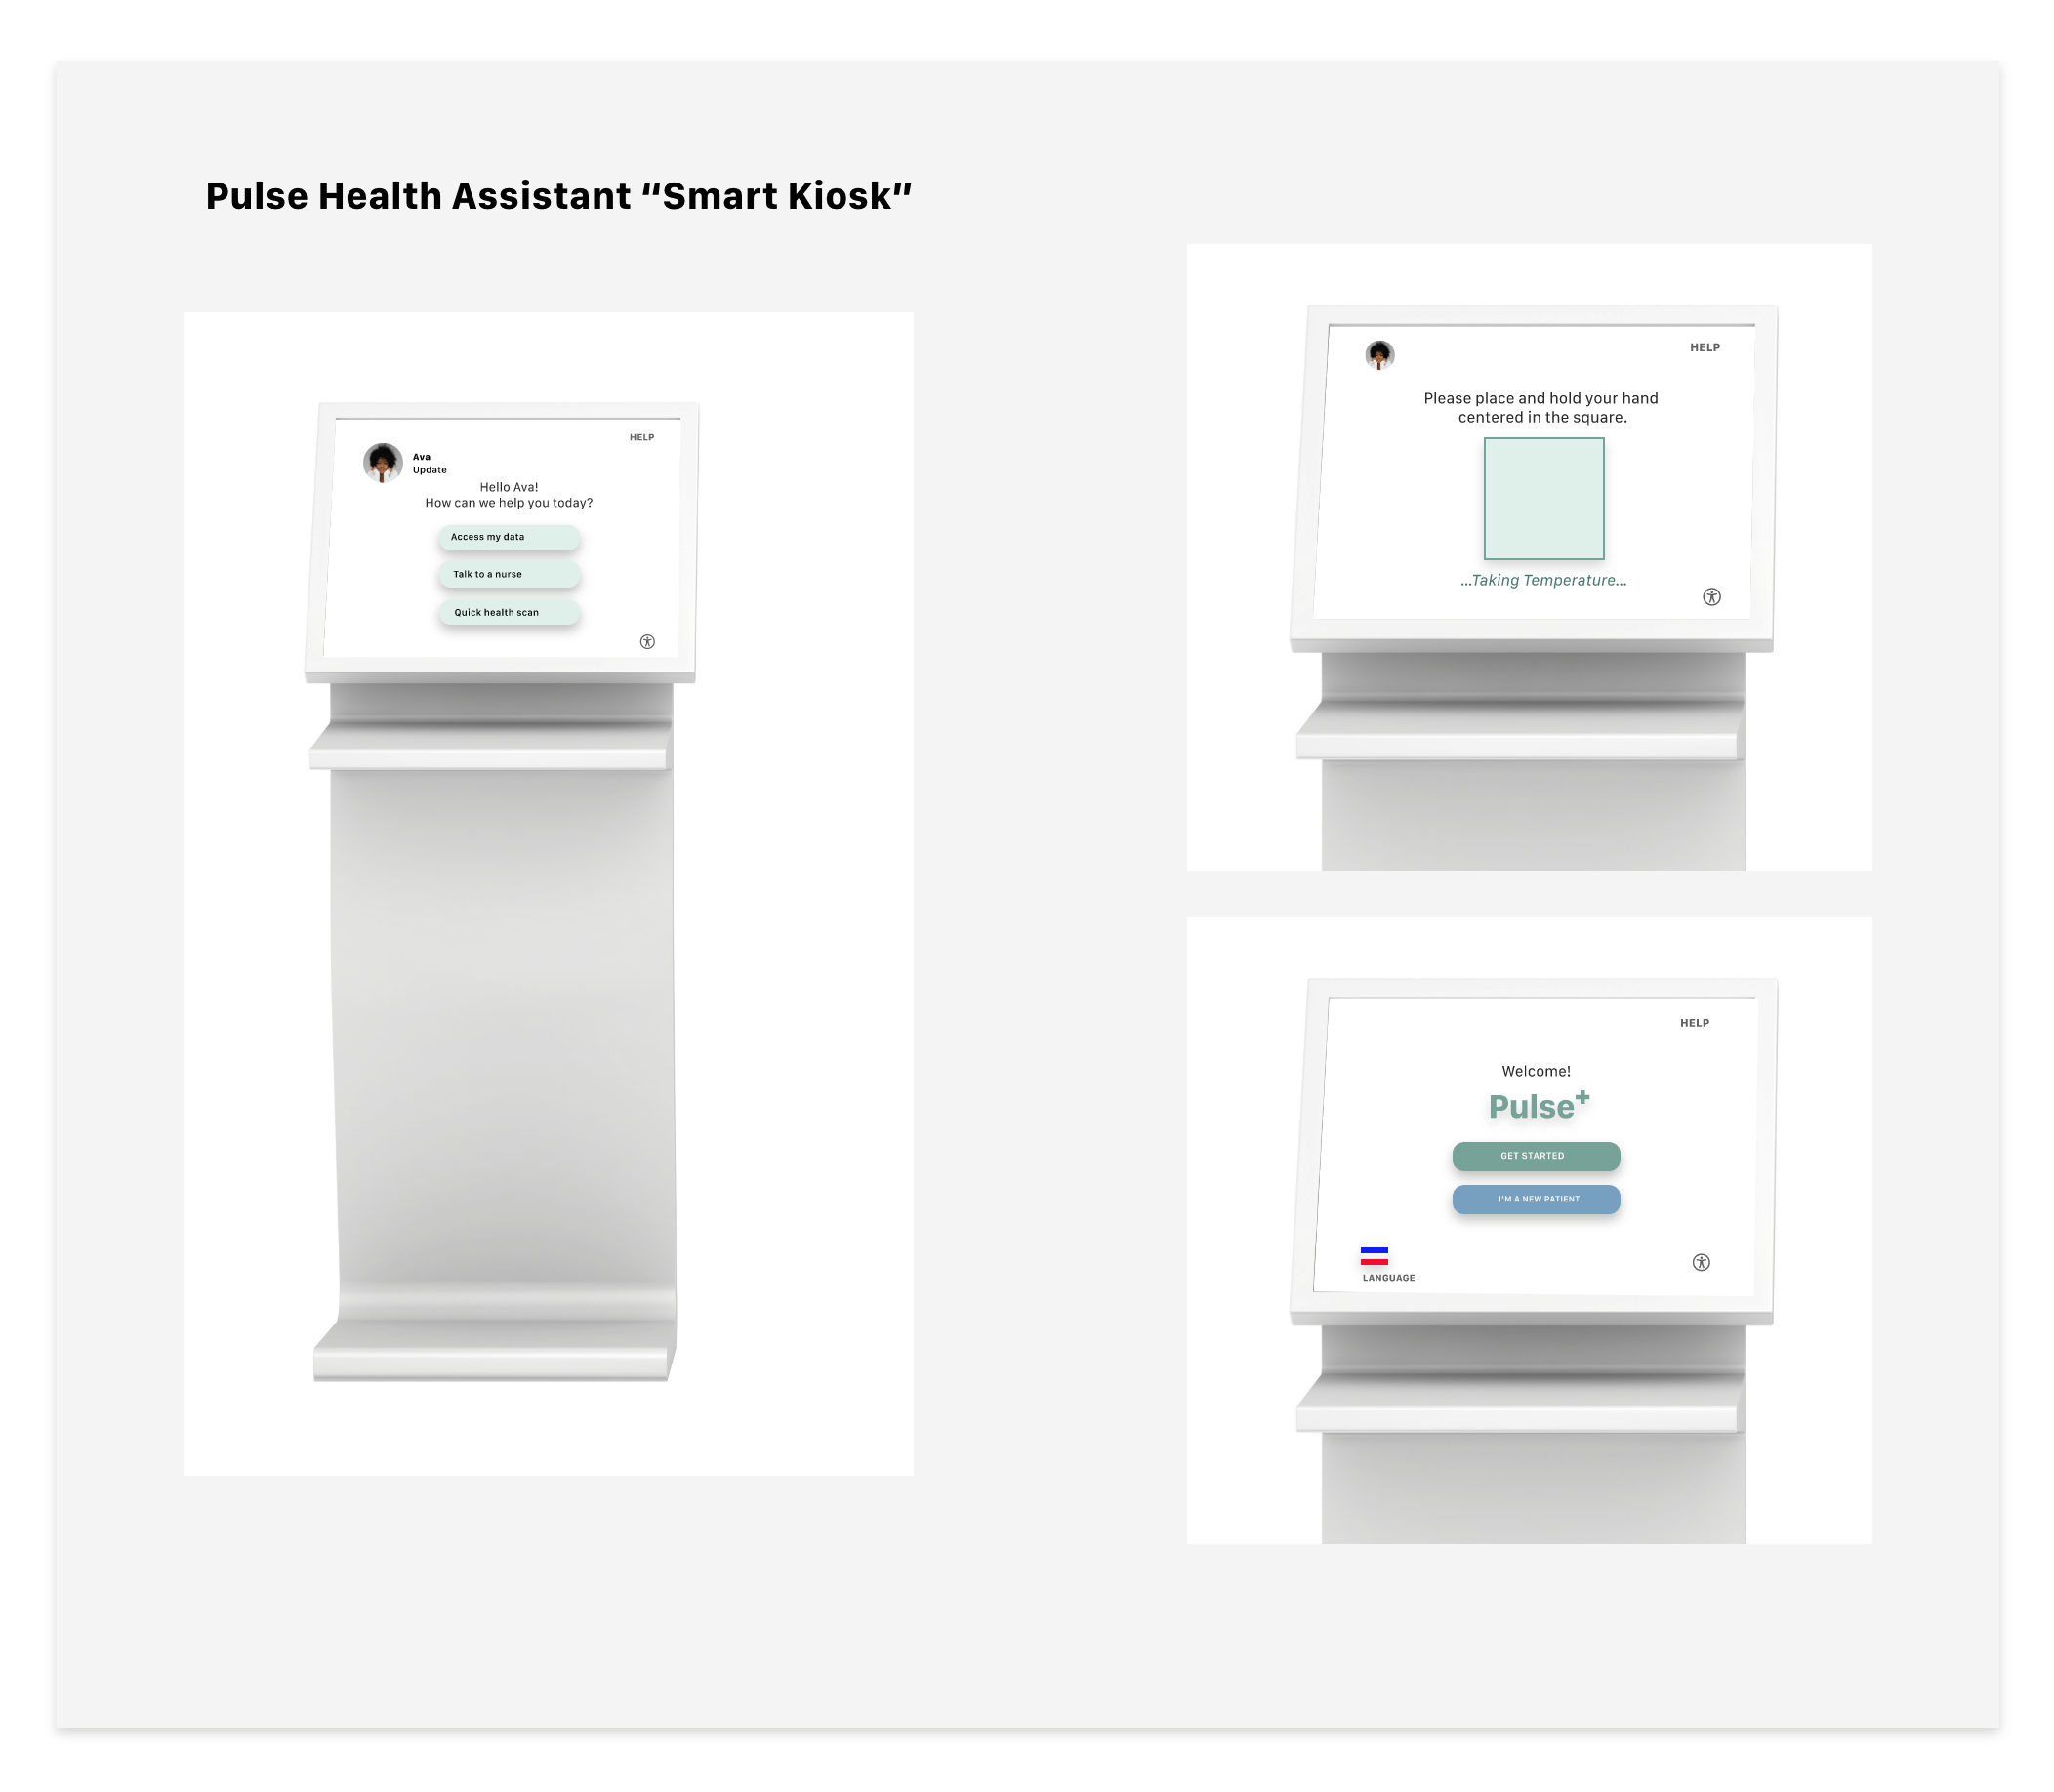 Pulse Health Assistant “Smart Kiosk”
HELP
Ava
Update
Hello Ava!
How can we help you today?
Access my data
Talk to a nurse
Quick health scan
HELP
Please place and hold your hand
centered in the square.
...Taking Temperature...
HELP
Welcome!
Pulse+
GET STARTED
I'M A NEW PATIENT
LANGUAGE